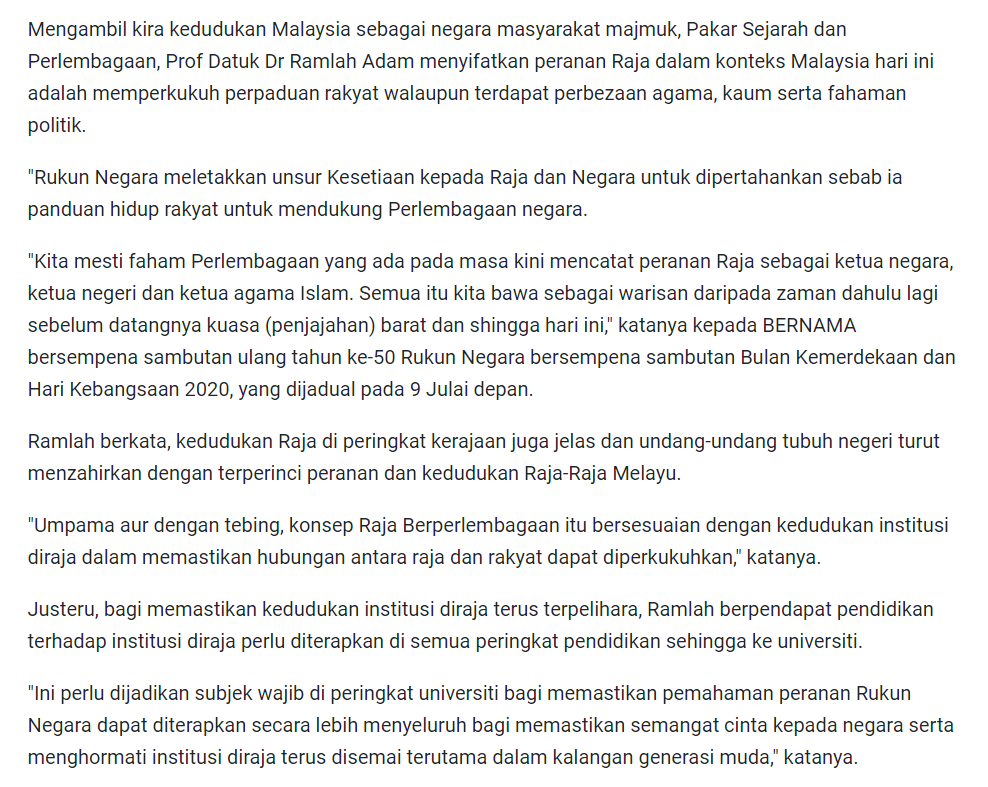 Mengambil kira kedudukan Malaysia sebagai negara masyarakat majmuk, Pakar Sejarah dan
Perlembagaan, Prof Datuk Dr Ramlah Adam menyifatkan peranan Raja dalam konteks Malaysia hari ini
adalah memperkukuh perpaduan rakyat walaupun terdapat perbezaan agama, kaum serta fahaman
politik.
"Rukun Negara meletakkan unsur Kesetiaan kepada Raja dan Negara untuk dipertahankan sebab ia
panduan hidup rakyat untuk mendukung Perlembagaan negara.
"Kita mesti faham Perlembagaan yang ada pada masa kini mencatat peranan Raja sebagai ketua negara,
ketua negeri dan ketua agama Islam. Semua itu kita bawa sebagai warisan daripada zaman dahulu lagi
sebelum datangnya kuasa (penjajahan) barat dan shingga hari ini," katanya kepada BERNAMA
bersempena sambutan ulang tahun ke-50 Rukun Negara bersempena sambutan Bulan Kemerdekaan dan
Hari Kebangsaan 2020, yang dijadual pada 9 Julai depan.
Ramlah berkata, kedudukan Raja di peringkat kerajaan juga jelas dan undang-undang tubuh negeri turut
menzahirkan dengan terperinci peranan dan kedudukan Raja-Raja Melayu.
"Umpama aur dengan tebing, konsep Raja Berperlembagaan itu bersesuaian dengan kedudukan institusi
diraja dalam memastikan hubungan antara raja dan rakyat dapat diperkukuhkan," katanya.
Justeru, bagi memastikan kedudukan institusi diraja terus terpelihara, Ramlah berpendapat pendidikan
terhadap institusi diraja perlu diterapkan di semua peringkat pendidikan sehingga ke universiti.
"Ini perlu dijadikan subjek wajib di peringkat universiti bagi memastikan pemahaman peranan Rukun
Negara dapat diterapkan secara lebih menyeluruh bagi memastikan semangat cinta kepada negara serta
menghormati institusi diraja terus disemai terutama dalam kalangan generasi muda," katanya.